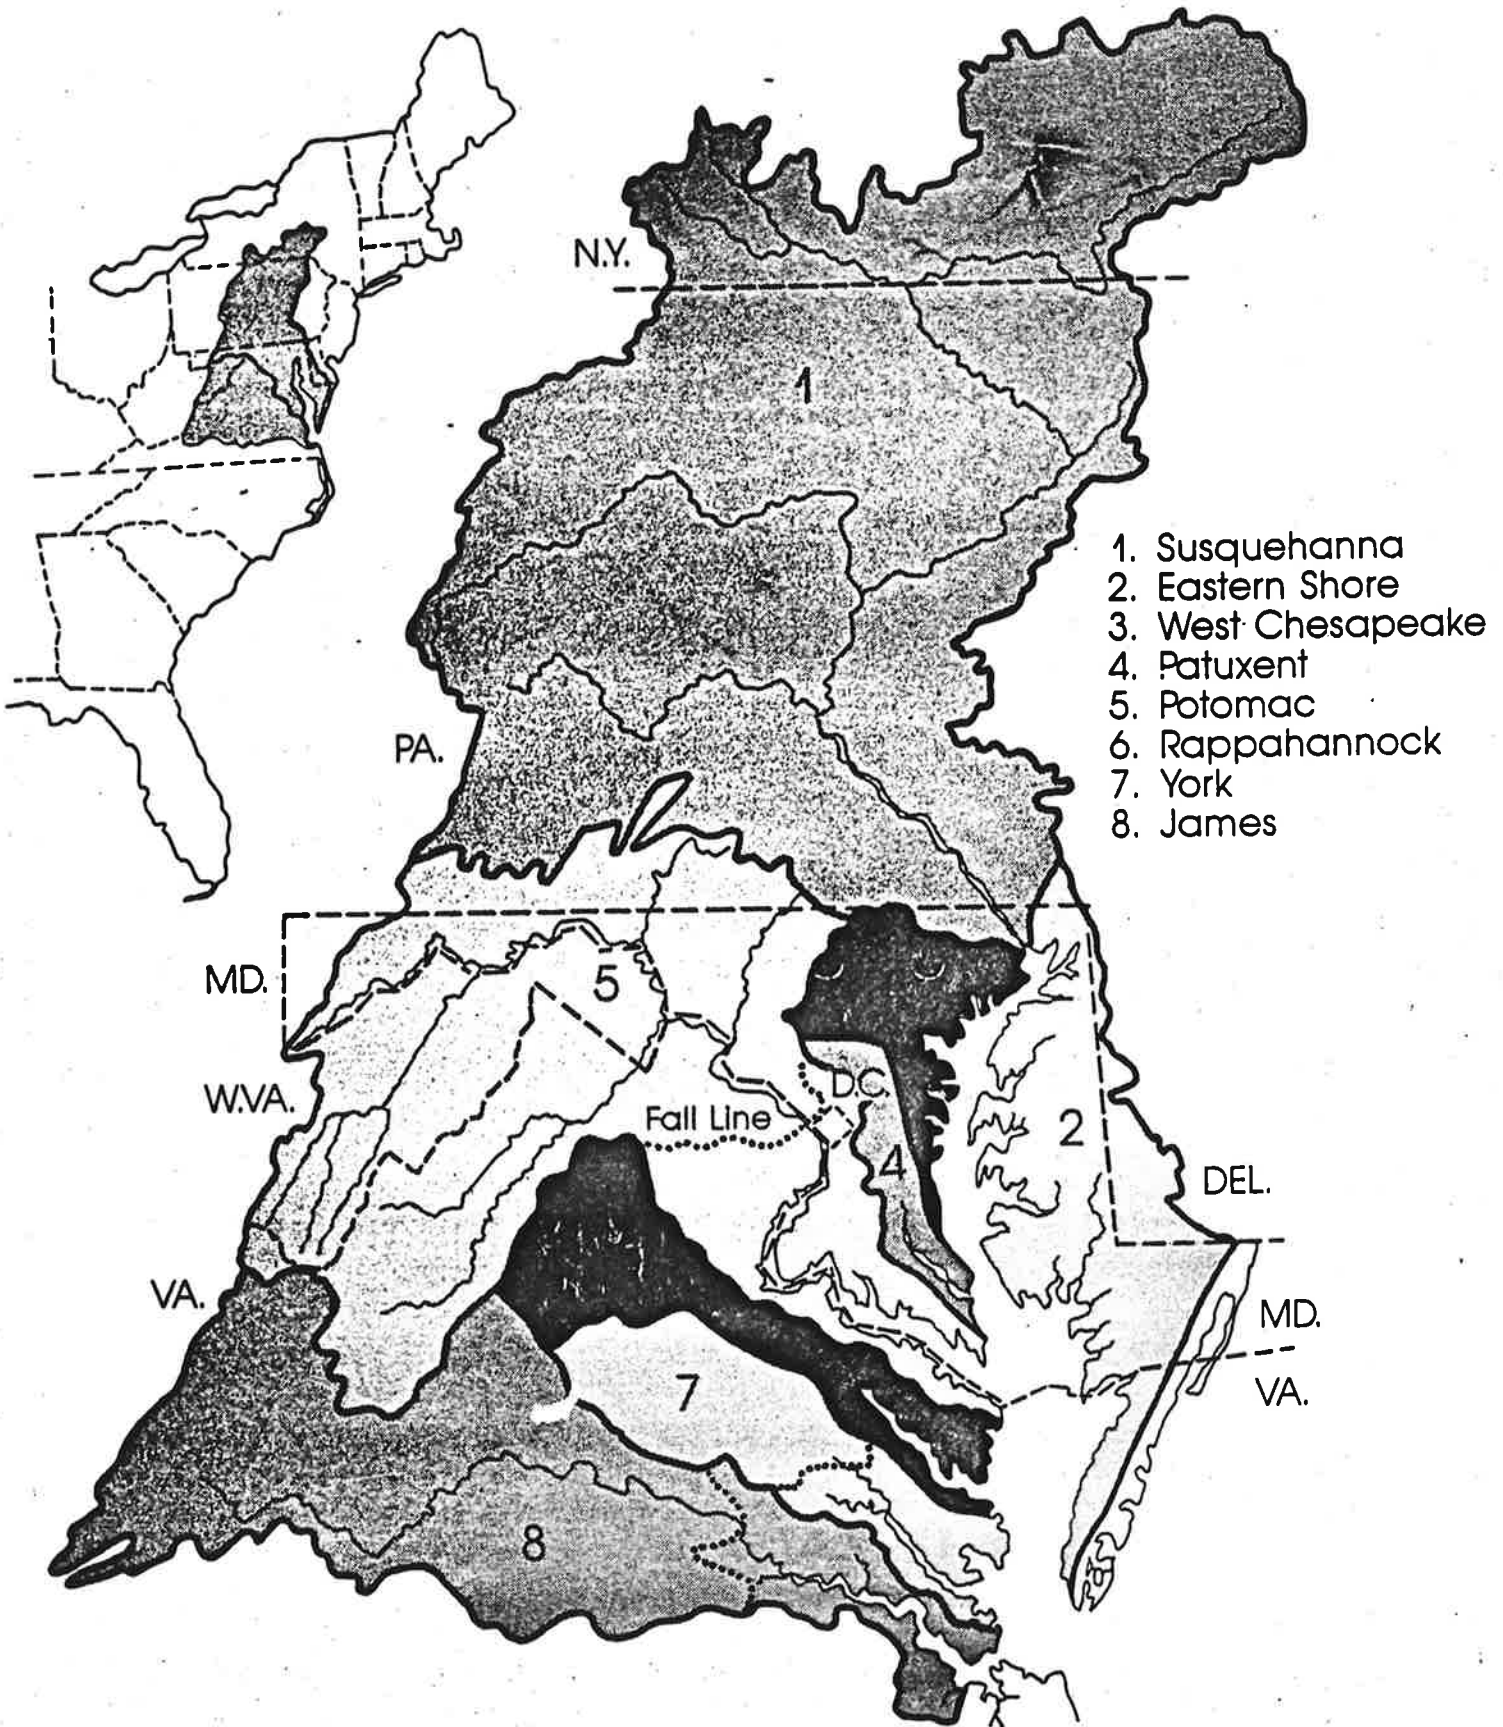 N.Y.
1
1. Susquehanna
2. Eastern Shore
3. West Chesapeake
4. Patuxent
5. Potomac
6. Rappahannock
7. York
8. James
PA.
MD.
5
W.VA.
D.C.
Fall Line
2
4
DEL.
VA.
MD.
7
VA.
8